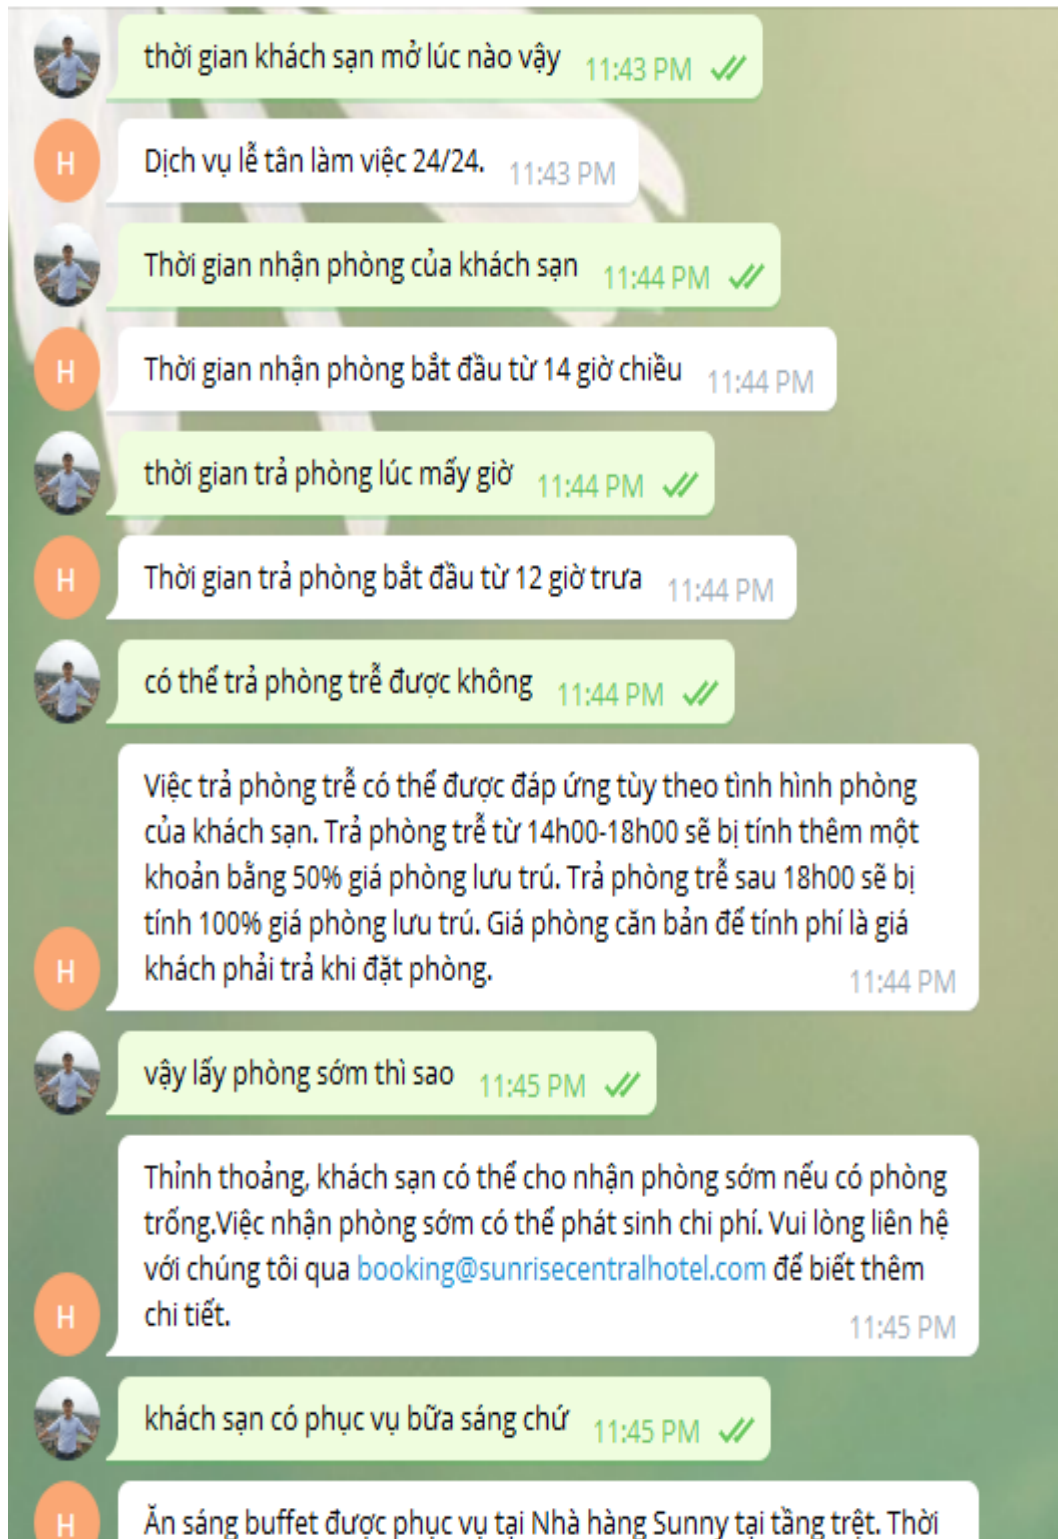 thời gian khách sạn mở lúc nào vậy 11:43 PM
H
Dịch vụ lễ tân làm việc 24/24. 11:43 PM
Thời gian nhận phòng của khách sạn 11:44 PM
H
Thời gian nhận phòng bắt đầu từ 14 giờ chiều 11:44 PM
thời gian trả phòng lúc mấy giờ 11:44 PM
H
Thời gian trả phòng bắt đầu từ 12 giờ trưa 11:44 PM
có thể trả phòng trễ được không 11:44 PM
Việc trả phòng trễ có thể được đáp ứng tùy theo tình hình phòng
của khách sạn. Trả phòng trễ từ 14h00-18h00 sẽ bị tính thêm một
khoản bằng 50% giá phòng lưu trú. Trả phòng trễ sau 18h00 sẽ bị
tính 100% giá phòng lưu trú. Giá phòng căn bản để tính phí là giá
H
khách phải trả khi đặt phòng. 11:44 PM
vậy lấy phòng sớm thì sao 11:45 PM
Thỉnh thoảng, khách sạn có thể cho nhận phòng sớm nếu có phòng
trống.Việc nhận phòng sớm có thể phát sinh chi phí. Vui lòng liên hệ
với chúng tôi qua booking@sunrisecentralhotel.com để biết thêm
H
chi tiết. 11:45 PM
khách sạn có phục vụ bữa sáng chứ 11:45 PM
H
Ăn sáng buffet được phục vụ tại Nhà hàng Sunny tại tầng trệt. Thời